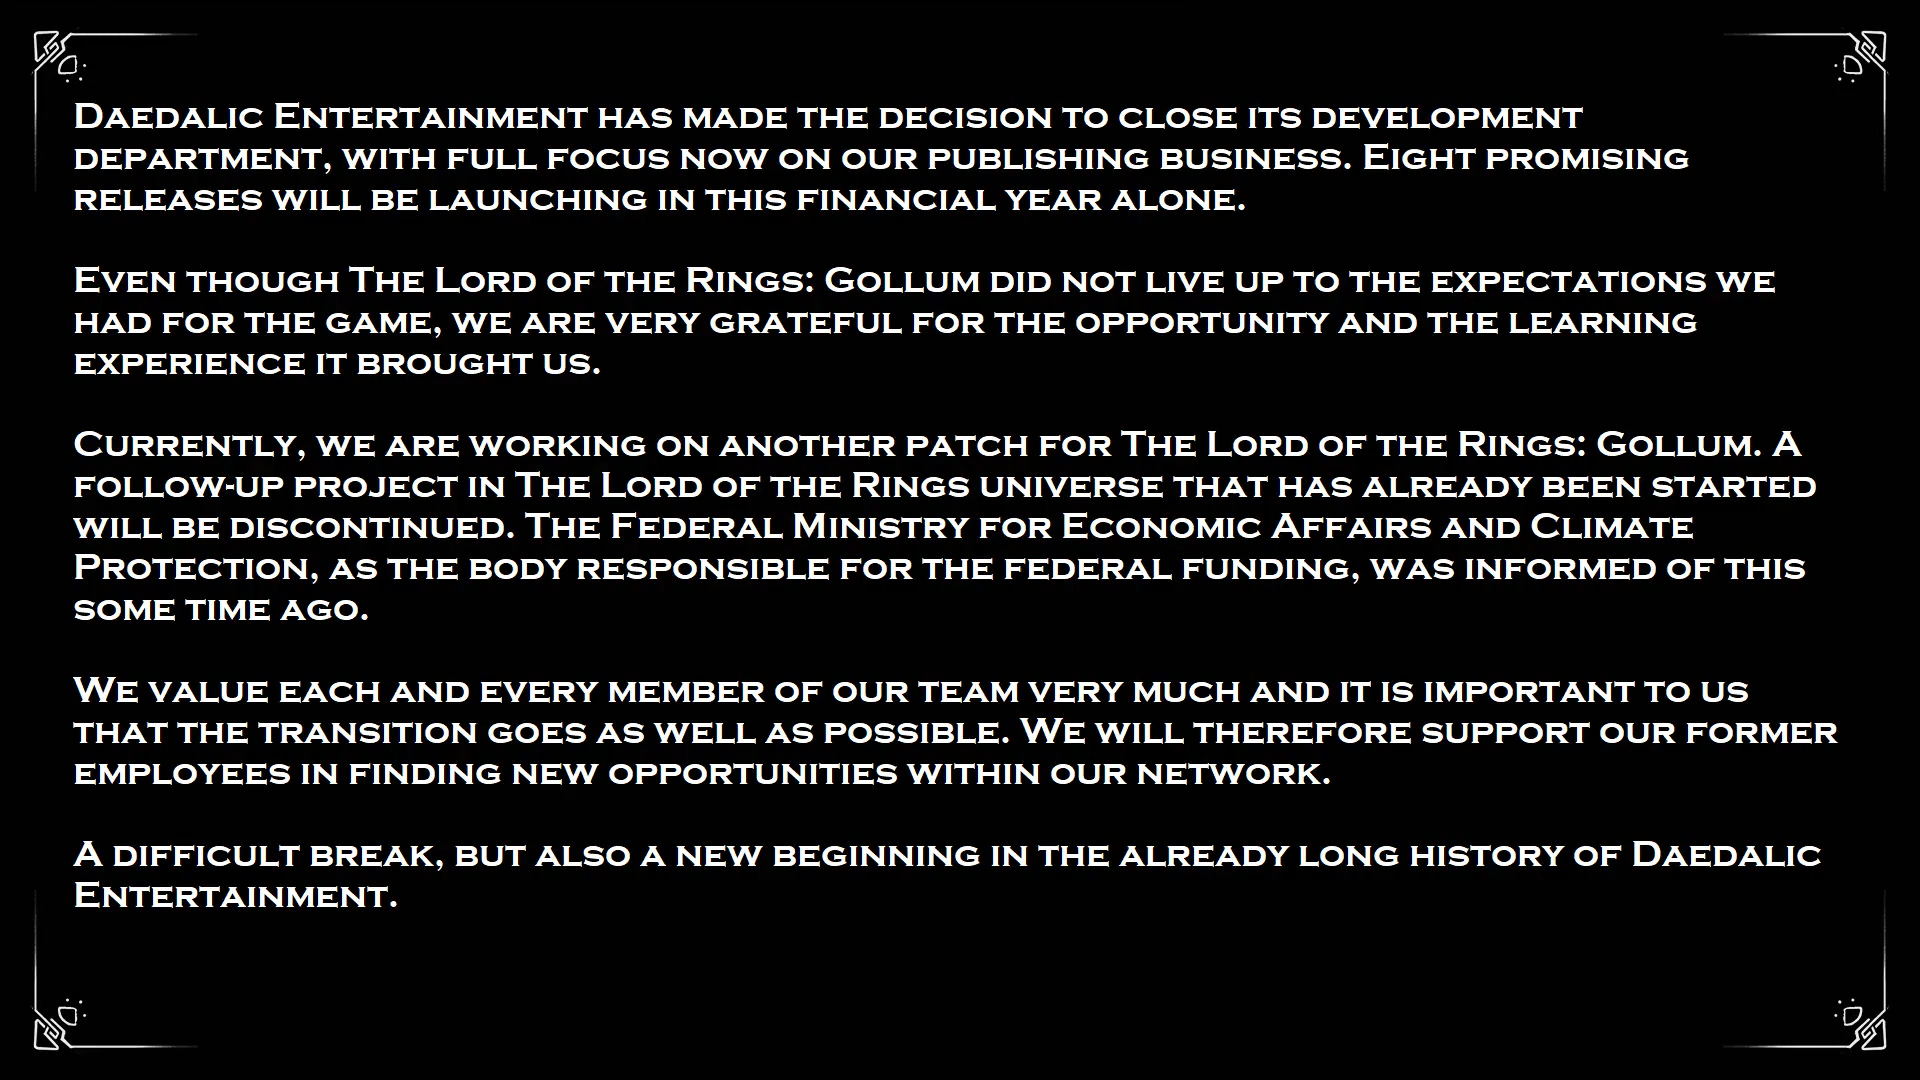 Daedalic Entertainment has made the decision to close its development
department, with full focus now on our publishing business. Eight promising
releases will be launching in this financial year alone.
Even though The Lord of the Rings: Gollum did not live up to the expectations we
had for the game, we are very grateful for the opportunity and the learning
experience it brought us.
Currently, we are working on another patch for The Lord of the Rings: Gollum. A
follow-up project in The Lord of the Rings universe that has already been started
will be discontinued. The Federal Ministry for Economic Affairs and Climate
Protection, as the body responsible for the federal funding, was informed of this
some time ago.
We value each and every member of our team very much and it is important to us
that the transition goes as well as possible. We will therefore support our former
employees in finding new opportunities within our network.
A difficult break, but also a new beginning in the already long history of Daedalic
Entertainment.